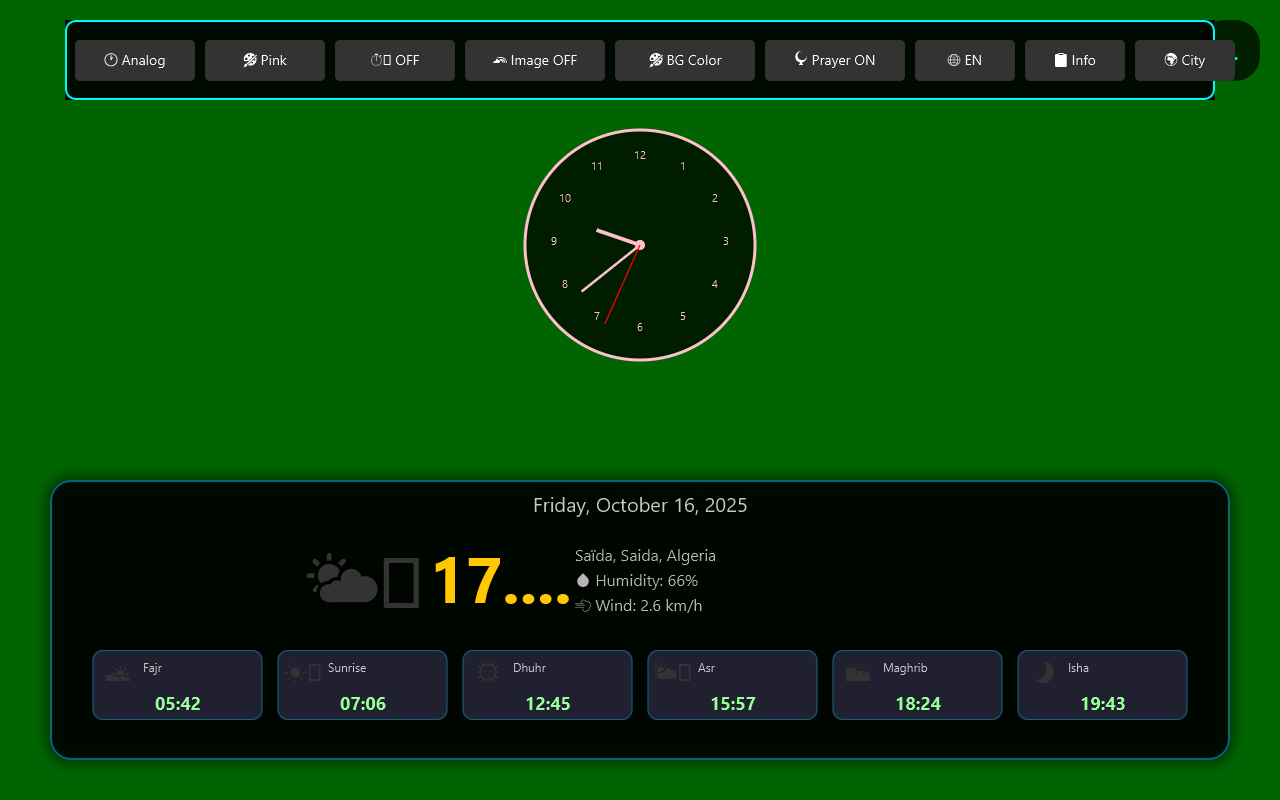 🕐 Analog
🎨 Pink
⏱ OFF
🌄 Image OFF
🎨 BG Color
Prayer ON
🌐 EN
📋 Info
🌍 City
12
11 1
10 2
9 3
8 4
7 5
6
Friday, October 16, 2025
17....
Saïda, Saida, Algeria
💧 Humidity: 66%
Wind: 2.6 km/h
Fajr
05:42
Sunrise
07:06
Dhuhr
12:45
Asr
15:57
Maghrib
18:24
Isha
19:43